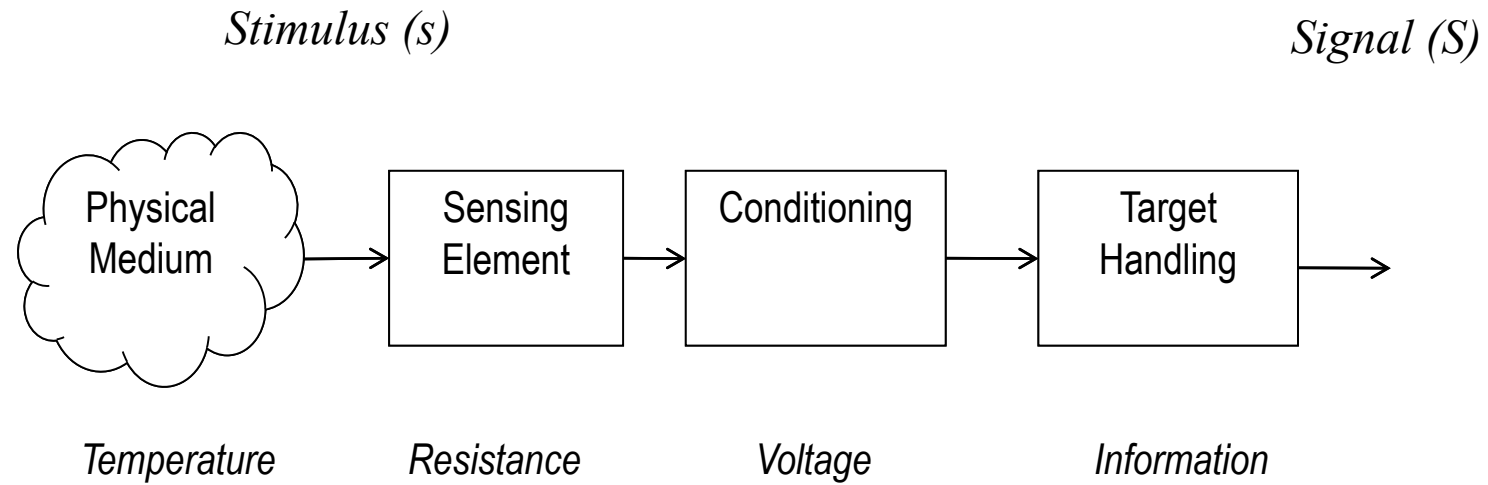 Stimulus (s)
Signal (S)
Physical
Medium
Sensing
Element
Conditioning
Target
Handling
Temperature
Resistance
Voltage
Information